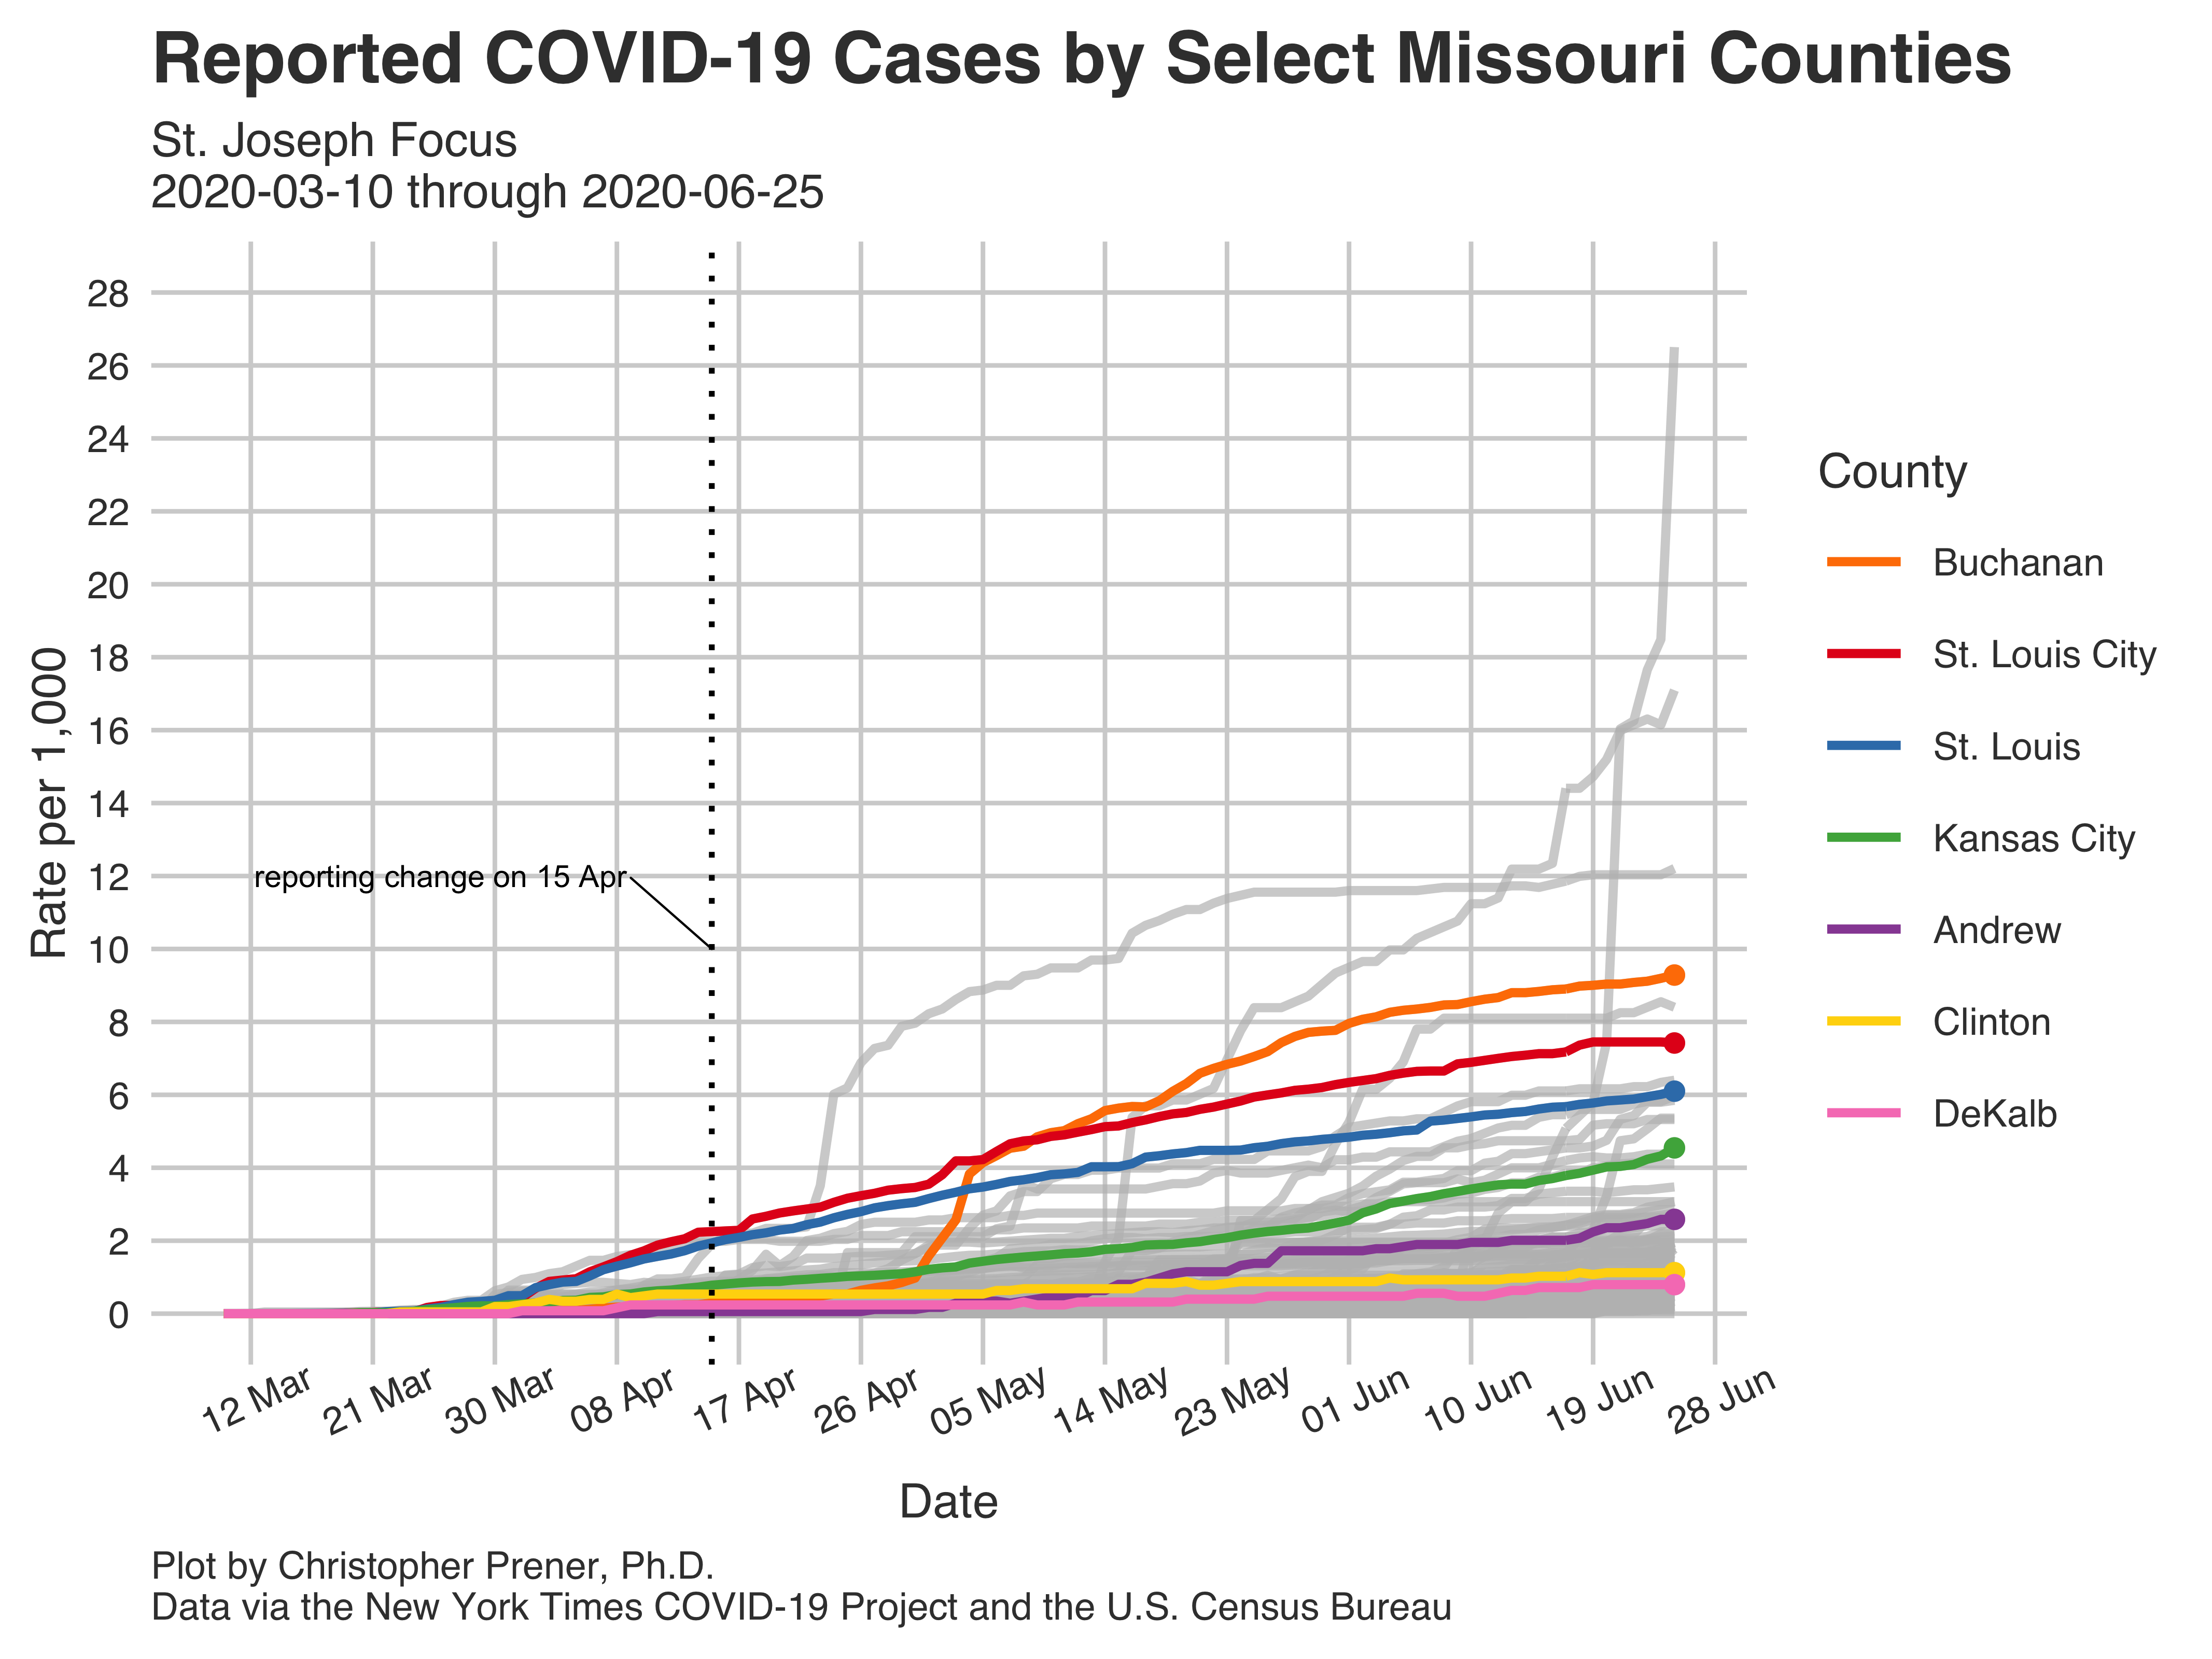 Reported COVID-19 Cases by Select Missouri Counties
St. Joseph Focus
2020-03-10 through 2020-06-25
Rate per 1,000
28
26
24
22
20
18
16
14
12
10
8
6
4
2
0
reporting change on 15 Apr
12 Mar
21 Mar
30 Mar
08 Apr
17 Apr
26 Apr
05 May
14 May
23 May
01 Jun
10 Jun
19 Jun
28 Jun
Date
County
Buchanan
St. Louis City
St. Louis
Kansas City
Andrew
Clinton
DeKalb
Plot by Christopher Prener, Ph.D.
Data via the New York Times COVID-19 Project and the U.S. Census Bureau